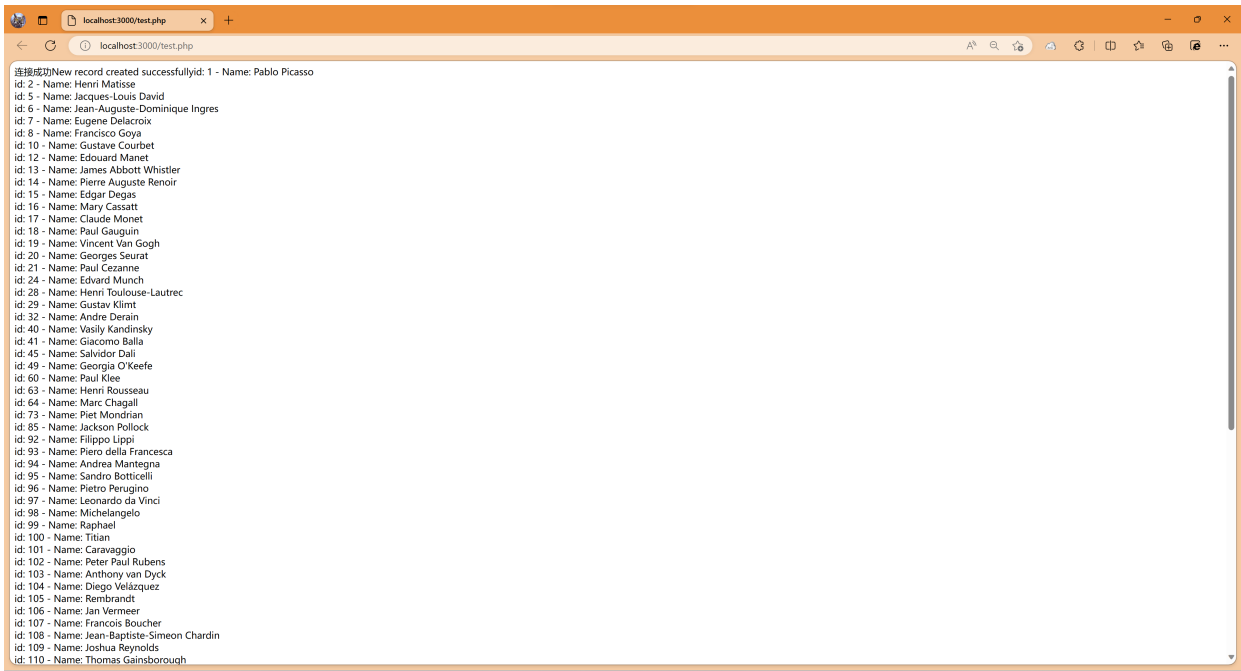 localhost:3000/test.php
localhost:3000/test.php
连接成功New record created successfullyid: 1 - Name: Pablo Picasso
id: 2 - Name: Henri Matisse
id: 5 - Name: Jacques-Louis David
id: 6 - Name: Jean-Auguste-Dominique Ingres
id: 7 - Name: Eugene Delacroix
id: 8 - Name: Francisco Goya
id: 10 - Name: Gustave Courbet
id: 12 - Name: Edouard Manet
id: 13 - Name: James Abbott Whistler
id: 14 - Name: Pierre Auguste Renoir
id: 15 - Name: Edgar Degas
id: 16 - Name: Mary Cassatt
id: 17 - Name: Claude Monet
id: 18 - Name: Paul Gauguin
id: 19 - Name: Vincent Van Gogh
id: 20 - Name: Georges Seurat
id: 21 - Name: Paul Cezanne
id: 24 - Name: Edvard Munch
id: 28 - Name: Henri Toulouse-Lautrec
id: 29 - Name: Gustav Klimt
id: 32 - Name: Andre Derain
id: 40 - Name: Vasily Kandinsky
id: 41 - Name: Giacomo Balla
id: 45 - Name: Salvidor Dali
id: 49 - Name: Georgia O'Keefe
id: 60 - Name: Paul Klee
id: 63 - Name: Henri Rousseau
id: 64 - Name: Marc Chagall
id: 73 - Name: Piet Mondrian
id: 85 - Name: Jackson Pollock
id: 92 - Name: Filippo Lippi
id: 93 - Name: Piero della Francesca
id: 94 - Name: Andrea Mantegna
id: 95 - Name: Sandro Botticelli
id: 96 - Name: Pietro Perugino
id: 97 - Name: Leonardo da Vinci
id: 98 - Name: Michelangelo
id: 99 - Name: Raphael
id: 100 - Name: Titian
id: 101 - Name: Caravaggio
id: 102 - Name: Peter Paul Rubens
id: 103 - Name: Anthony van Dyck
id: 104 - Name: Diego Velázquez
id: 105 - Name: Rembrandt
id: 106 - Name: Jan Vermeer
id: 107 - Name: Francois Boucher
id: 108 - Name: Jean-Baptiste-Simeon Chardin
id: 109 - Name: Joshua Reynolds
id: 110 - Name: Thomas Gainsborough